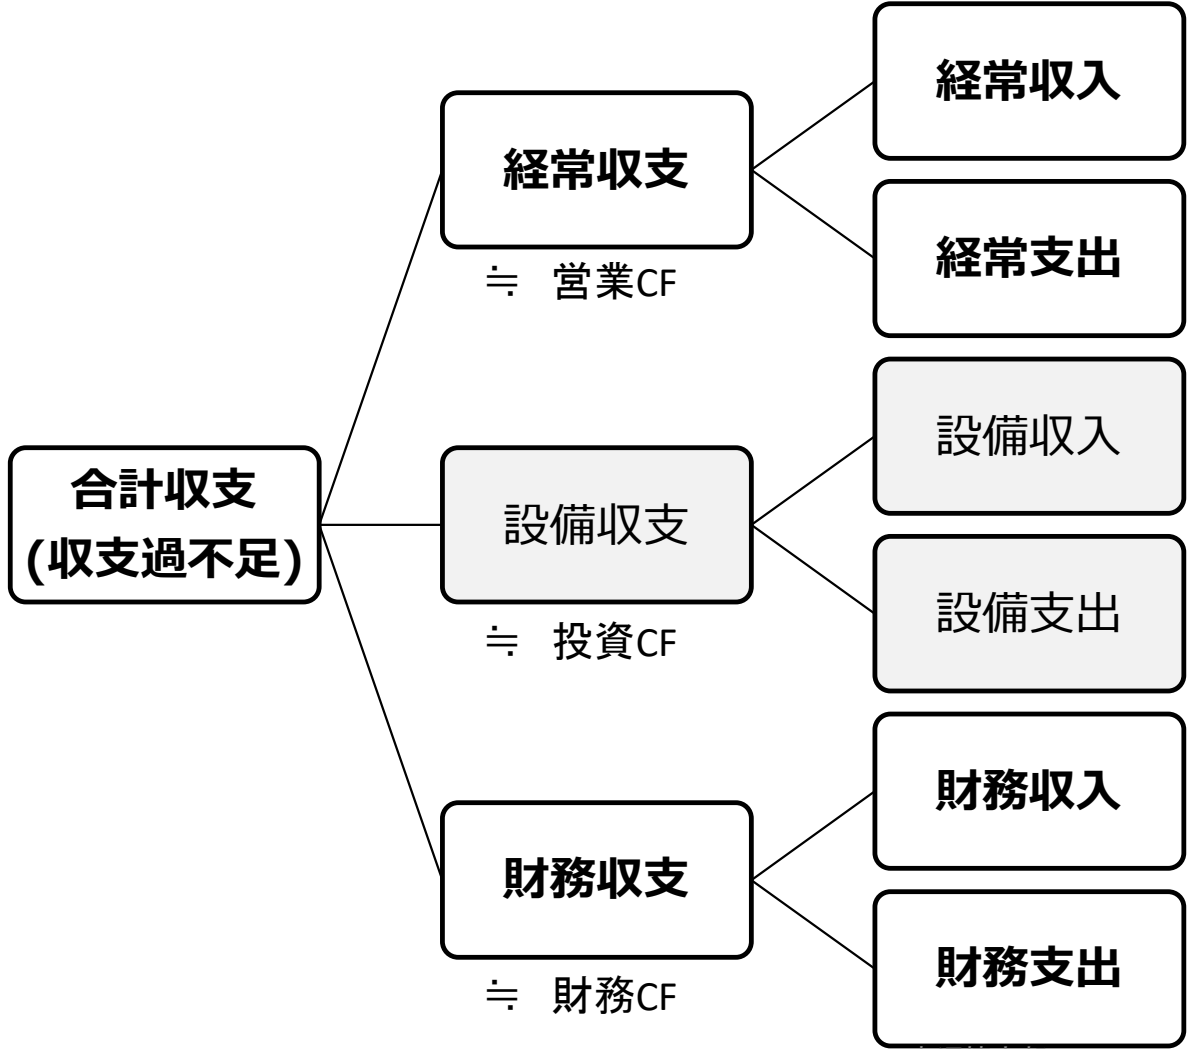 合計収支
(収支過不足)
経常収支
≒ 営業CF
経常収入
経常支出
設備収支
≒ 投資CF
設備収入
設備支出
財務収支
≒ 財務CF
財務収入
財務支出